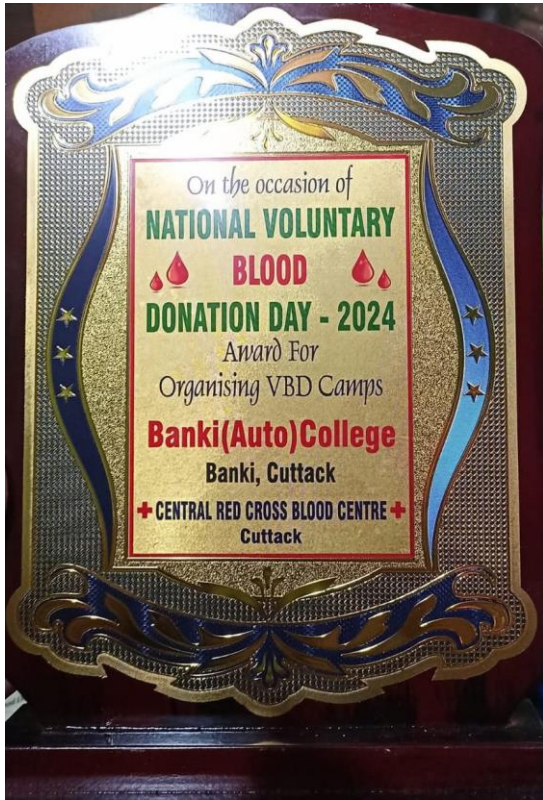 On the occasion of
NATIONAL VOLUNTARY
BLOOD
DONATION DAY - 2024
Award For
Organising VBD Camps
Banki(Auto)College
Banki, Cuttack
CENTRAL RED CROSS BLOOD CENTRE
Cuttack